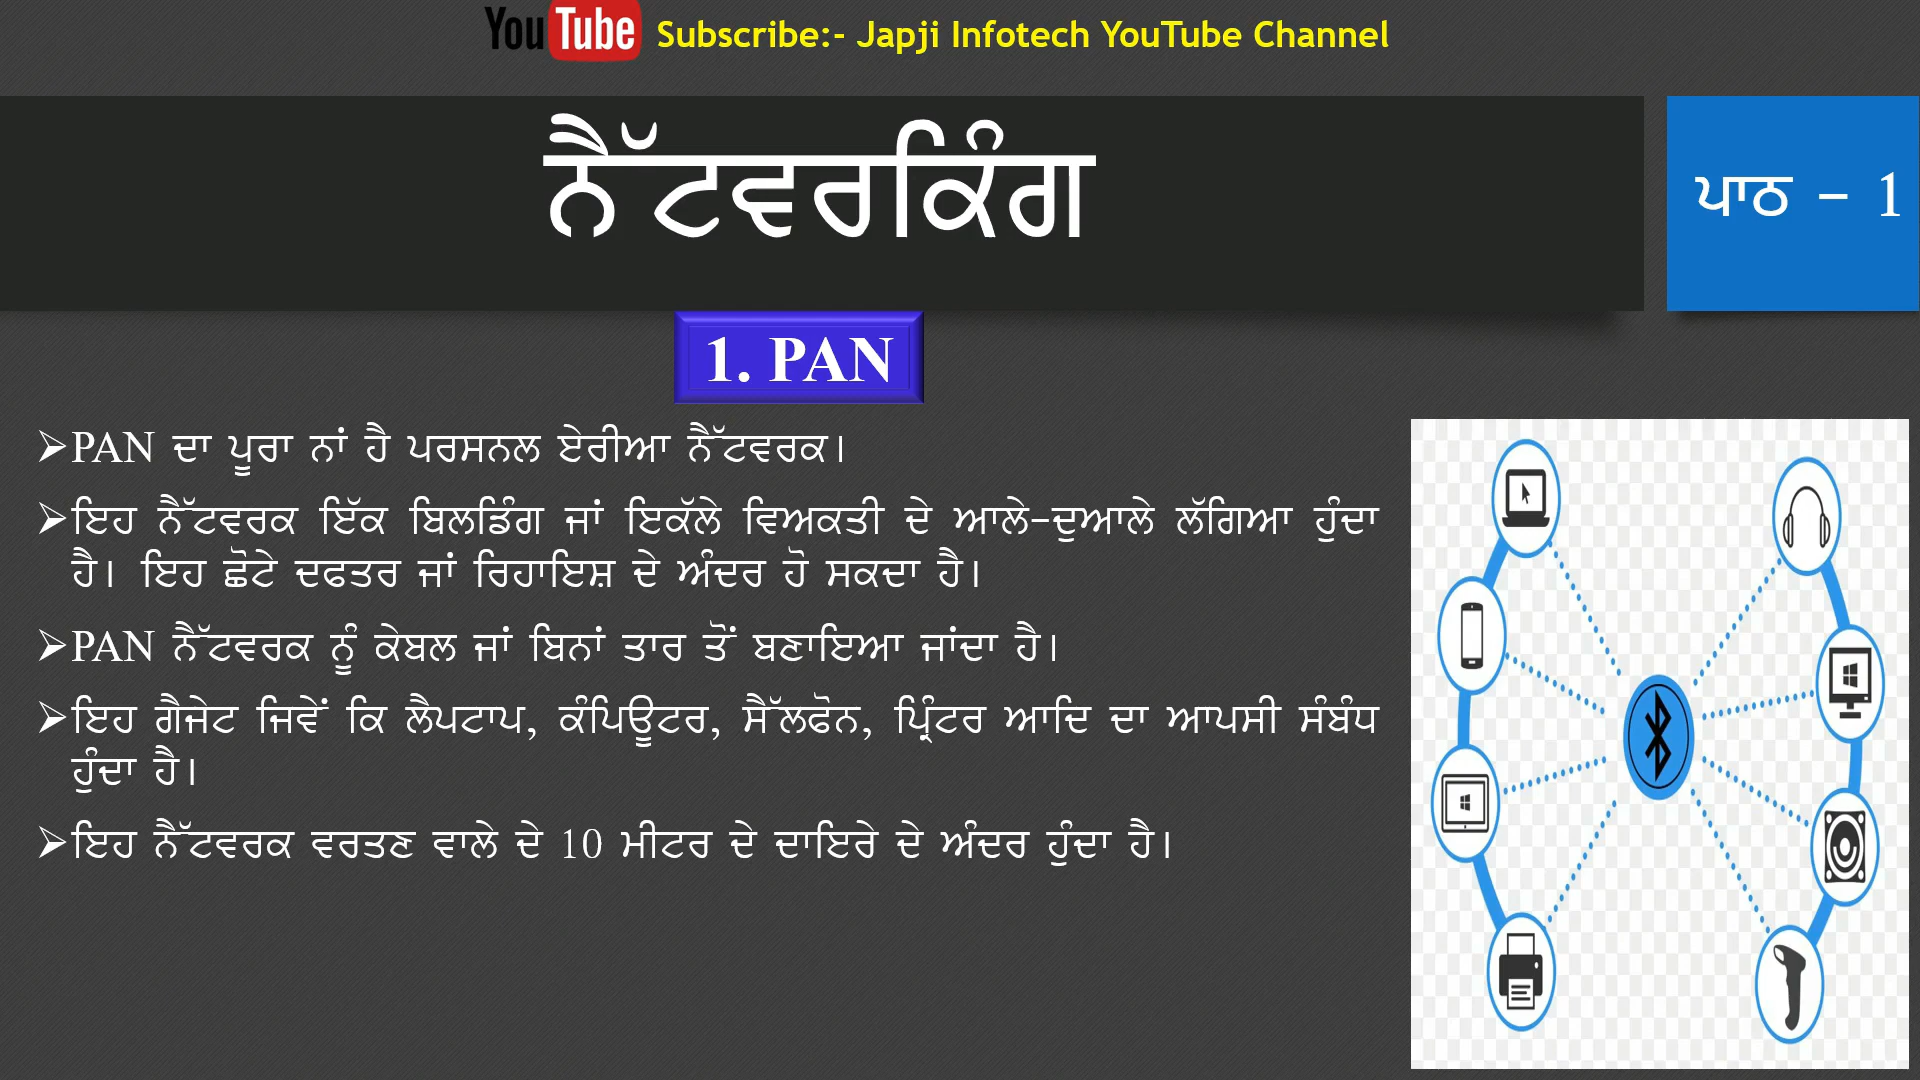 YouTube Subscribe:- Japji Infotech YouTube Channel
ਨੈੱਟਵਰਕਿੰਗ
ਪਾਠ - 1
1. PAN
➢PAN ਦਾ ਪੂਰਾ ਨਾਂ ਹੈ ਪਰਸਨਲ ਏਰੀਆ ਨੈੱਟਵਰਕ।
➢ਇਹ ਨੈੱਟਵਰਕ ਇੱਕ ਬਿਲਡਿੰਗ ਜਾਂ ਇਕੱਲੇ ਵਿਅਕਤੀ ਦੇ ਆਲੇ-ਦੁਆਲੇ ਲੱਗਿਆ ਹੁੰਦਾ
ਹੈ। ਇਹ ਛੋਟੇ ਦਫਤਰ ਜਾਂ ਰਿਹਾਇਸ਼ ਦੇ ਅੰਦਰ ਹੋ ਸਕਦਾ ਹੈ।
➢PAN ਨੈੱਟਵਰਕ ਨੂੰ ਕੇਬਲ ਜਾਂ ਬਿਨਾਂ ਤਾਰ ਤੋਂ ਬਣਾਇਆ ਜਾਂਦਾ ਹੈ।
➢ਇਹ ਗੈਜੇਟ ਜਿਵੇਂ ਕਿ ਲੈਪਟਾਪ, ਕੰਪਿਊਟਰ, ਸੈੱਲਫੋਨ, ਪ੍ਰਿੰਟਰ ਆਦਿ ਦਾ ਆਪਸੀ ਸੰਬੰਧ
ਹੁੰਦਾ ਹੈ।
➢ਇਹ ਨੈੱਟਵਰਕ ਵਰਤਣ ਵਾਲੇ ਦੇ 10 ਮੀਟਰ ਦੇ ਦਾਇਰੇ ਦੇ ਅੰਦਰ ਹੁੰਦਾ ਹੈ।